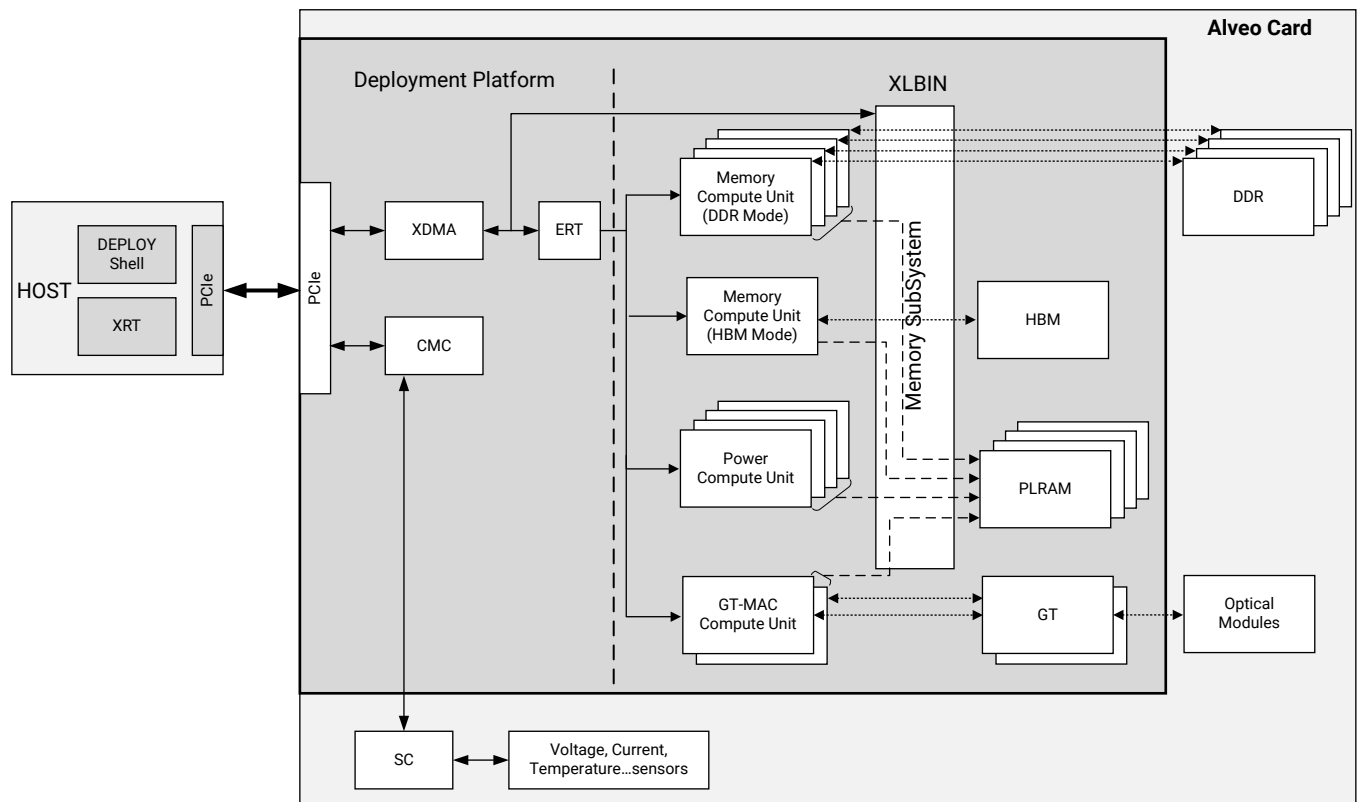 Alveo Card
Deployment Platform
XLBIN
HOST
DEPLOY
Shell
XRT
PCIe
PCIe
XDMA
ERT
CMC
Memory
Compute Unit
(DDR Mode)
Memory
Compute Unit
(HBM Mode)
Power
Compute Unit
GT-MAC
Compute Unit
Memory SubSystem
DDR
HBM
PLRAM
GT
Optical
Modules
SC
Voltage, Current,
Temperature...sensors